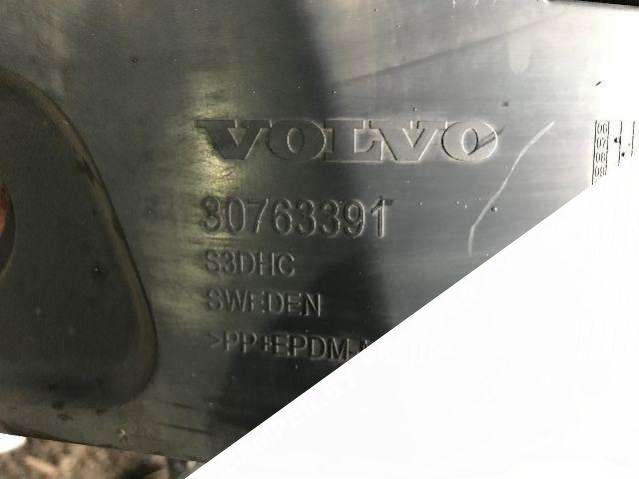 VOLVO
30763391
S3DHC
SWEDEN
>PP+EPDM-